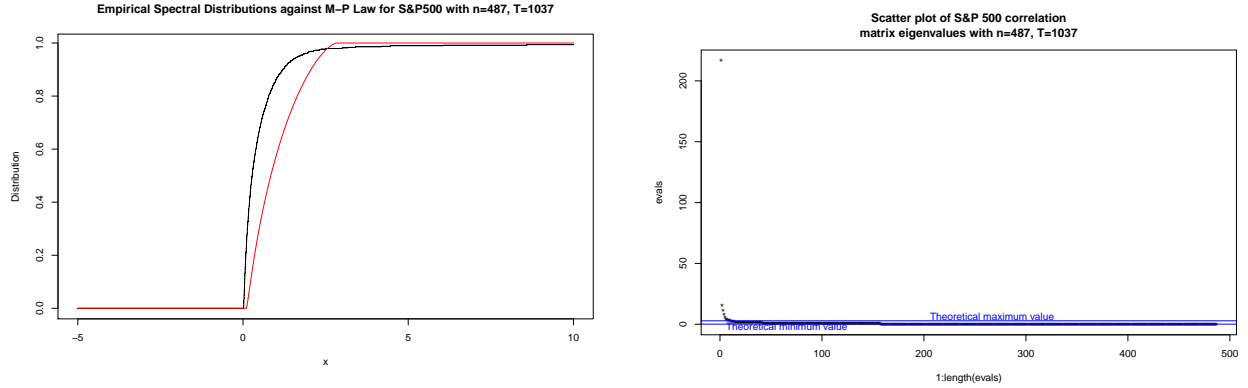 Empirical Spectral Distributions against M−P Law for S&P500 with n=487, T=1037
Distribution
1.0
0.8
0.6
0.4
0.2
0.0
−5
0
5
10
x
Scatter plot of S&P 500 correlation
matrix eigenvalues with n=487, T=1037
evals
200
150
100
50
0
Theoretical maximum value
Theoretical minimum value
0
100
200
300
400
500
1:length(evals)